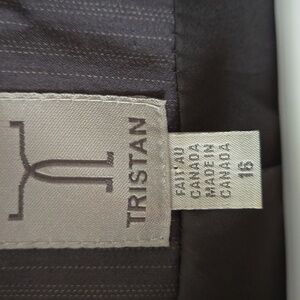 TRISTAN
FAIT AU
CANADA
MADE IN
CANADA
16